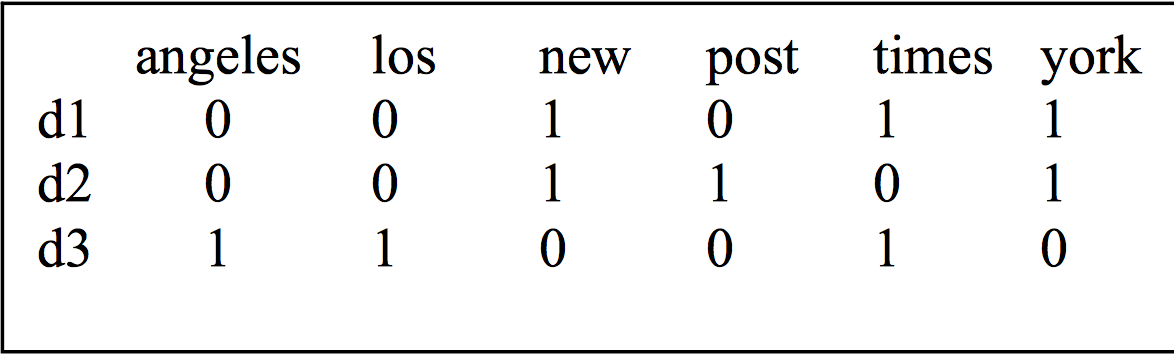 angeles los new post times york
d1 0 0 1 0 1 1
d2 0 0 1 1 0 1
d3 1 1 0 0 1 0